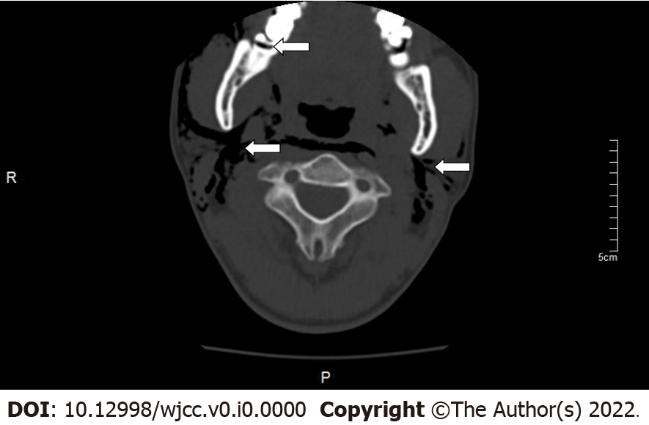 R
5cm
P
DOI: 10.12998/wjcc.v0.i0.0000 Copyright ©The Author(s) 2022.